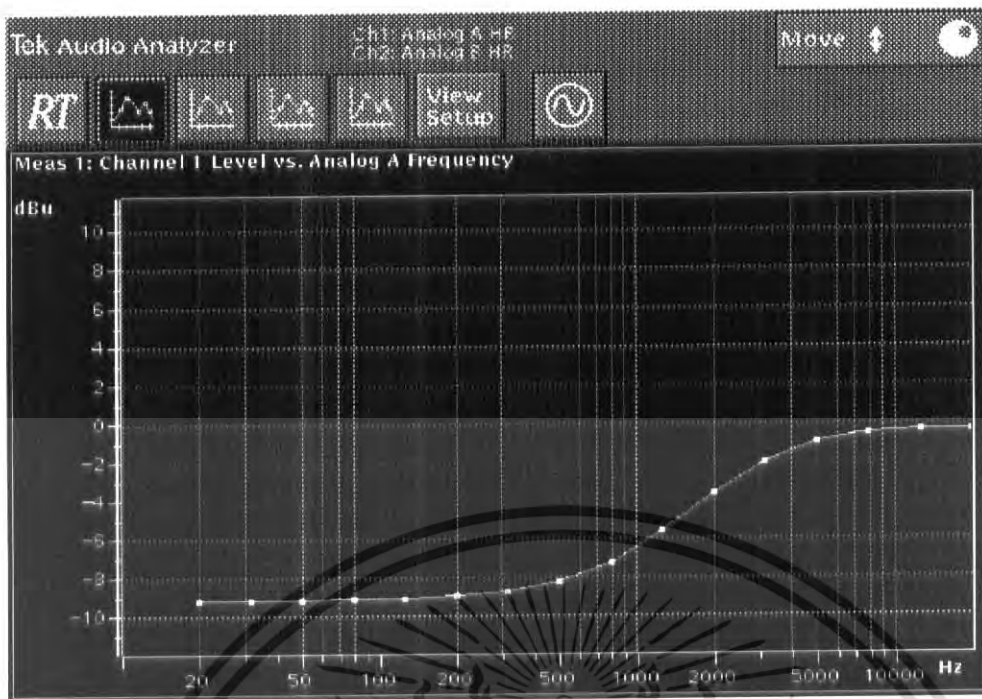 Tek Audio Analyzer
Ch1: Analog A HR
Ch2: Analog B HR
Move
RT
View
Setup
Meas 1: Channel 1 Level vs. Analog A Frequency
dBu
10
8
6
4
2
0
-2
-4
-6
-8
-10
20 50 100 200 500 1000 2000 5000 10000 Hz